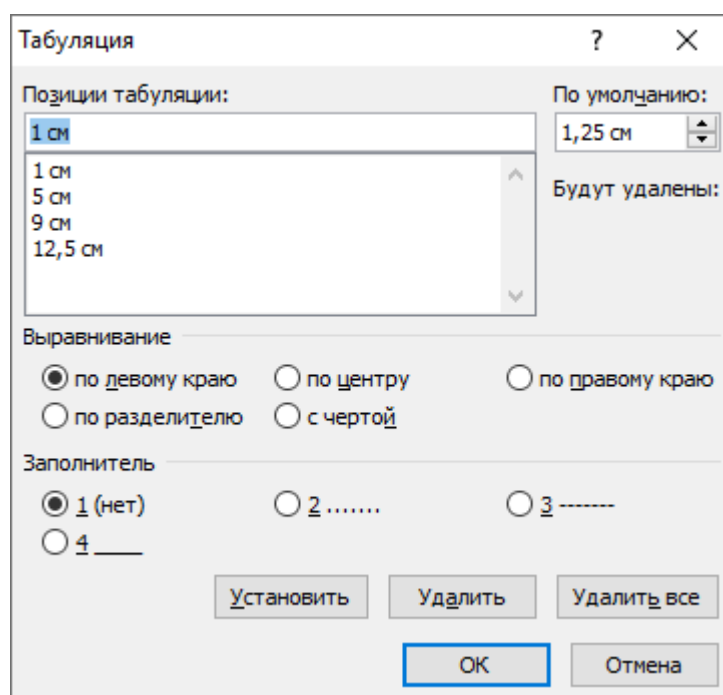 Табуляция ?
Позиции табуляции: По умолчанию:
1 см 1,25 см
1 см
5 см
9 см
12,5 см
Будут удалены:
Выравнивание
по левому краю по центру по правому краю
по разделителю с чертой
Заполнитель
1 (нет) 2 ....... 3 -------
4 ____
Установить Удалить Удалить все
ОК Отмена